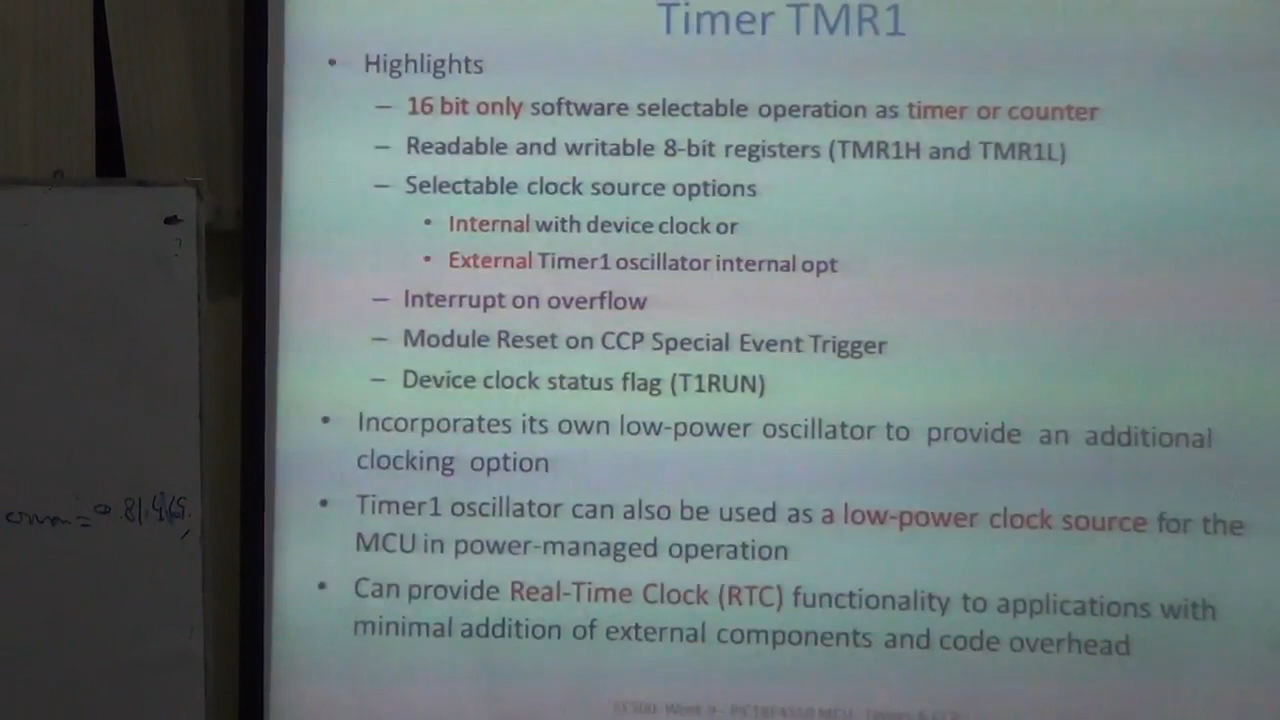 Timer TMR1
• Highlights
– 16 bit only software selectable operation as timer or counter
– Readable and writable 8-bit registers (TMR1H and TMR1L)
– Selectable clock source options
• Internal with device clock or
• External Timer1 oscillator internal opt
– Interrupt on overflow
– Module Reset on CCP Special Event Trigger
– Device clock status flag (T1RUN)
• Incorporates its own low-power oscillator to provide an additional
clocking option
• Timer1 oscillator can also be used as a low-power clock source for the
MCU in power-managed operation
• Can provide Real-Time Clock (RTC) functionality to applications with
minimal addition of external components and code overhead